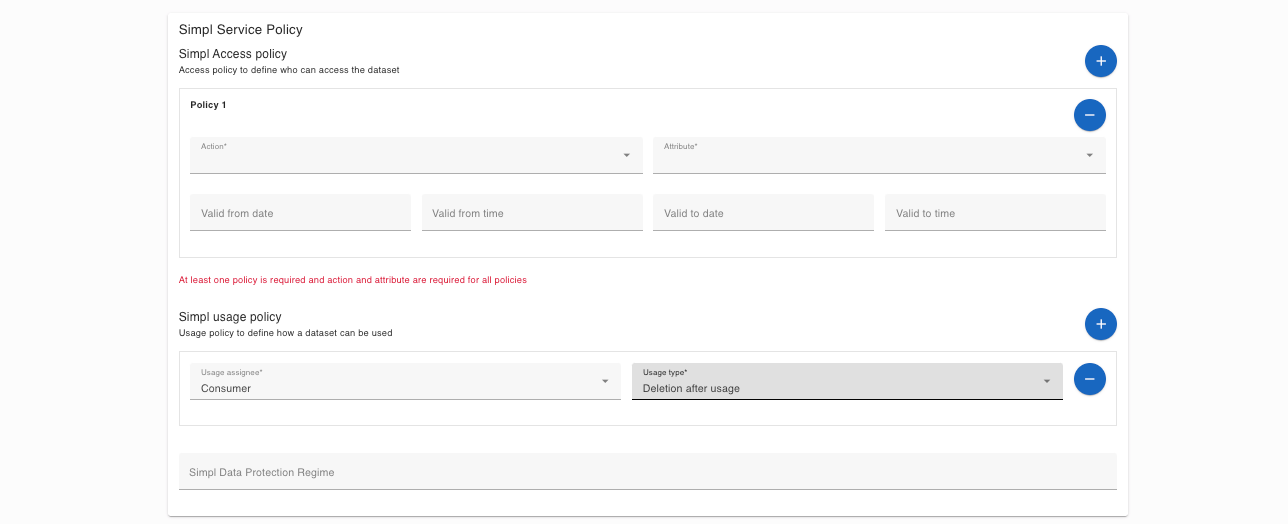 Simpl Service Policy
Simpl Access policy
Access policy to define who can access the dataset
Policy 1
Action*
Attribute*
Valid from date
Valid from time
Valid to date
Valid to time
At least one policy is required and action and attribute are required for all policies
Simpl usage policy
Usage policy to define how a dataset can be used
Usage assignee*
Consumer
Usage type*
Deletion after usage
Simpl Data Protection Regime